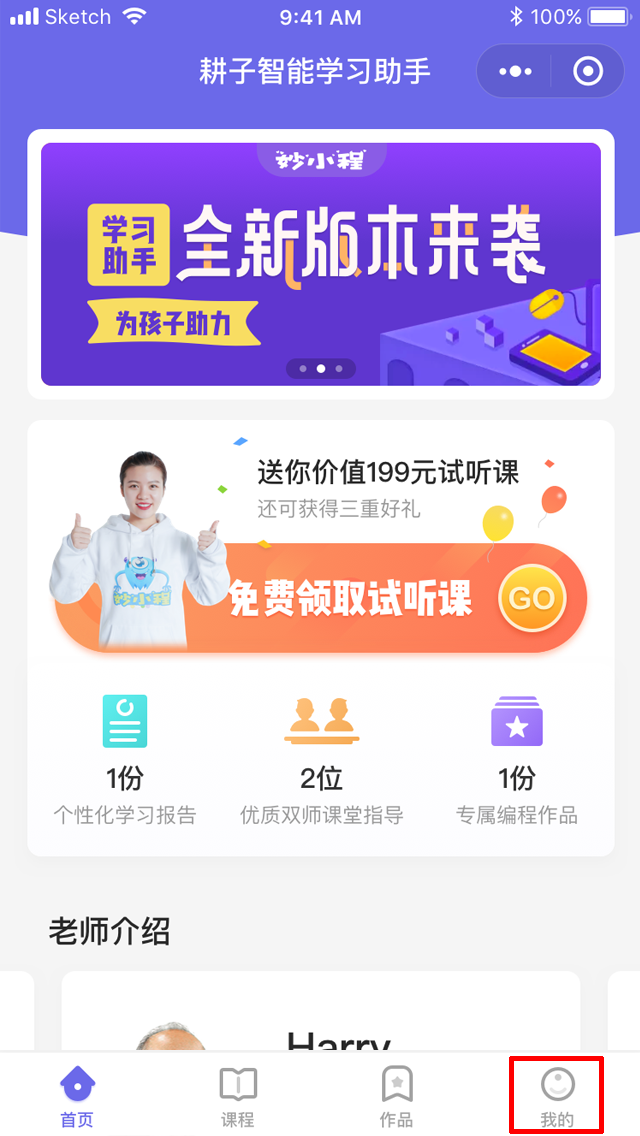 Sketch
9:41 AM
100%
耕子智能学习助手
妙小程
学习
助手
全新版本来袭
为孩子助力
送你价值199元试听课
还可获得三重好礼
妙小程
免费领取试听课
GO
1份
2位
1份
个性化学习报告
优质双师课堂指导
专属编程作品
老师介绍
Harry
首页
课程
作品
我的